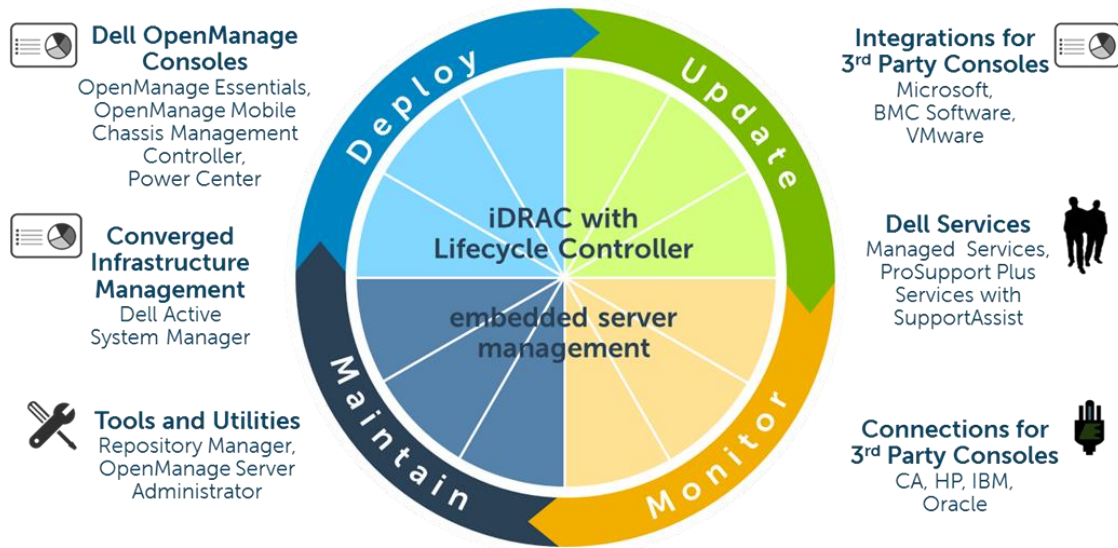 Dell OpenManage
Consoles
OpenManage Essentials,
OpenManage Mobile
Chassis Management
Controller,
Power Center
Converged
Infrastructure
Management
Dell Active
System Manager
Tools and Utilities
Repository Manager,
OpenManage Server
Administrator
Deploy
Update
iDRAC with
Lifecycle Controller
embedded server
management
Maintain
Monitor
Integrations for
3rd Party Consoles
Microsoft,
BMC Software,
VMware
Dell Services
Managed Services,
ProSupport Plus
Services with
SupportAssist
Connections for
3rd Party Consoles
CA, HP, IBM,
Oracle